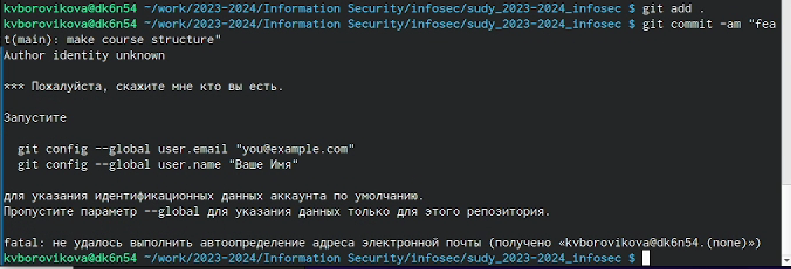 kvborovikova@dk6n54 ~/work/2023-2024/Information Security/infosec/sudy_2023-2024_infosec $ git add .
kvborovikova@dk6n54 ~/work/2023-2024/Information Security/infosec/sudy_2023-2024_infosec $ git commit -am "fea
t(main): make course structure"
Author identity unknown
*** Пожалуйста, скажите мне кто вы есть.
Запустите
git config --global user.email "you@example.com"
git config --global user.name "Ваше Имя"
для указания идентификационных данных аккаунта по умолчанию.
Пропустите параметр --global для указания данных только для этого репозитория.
fatal: не удалось выполнить автоопределение адреса электронной почты (получено «kvborovikova@dk6n54.(none)»)
kvborovikova@dk6n54 ~/work/2023-2024/Information Security/infosec/sudy_2023-2024_infosec $